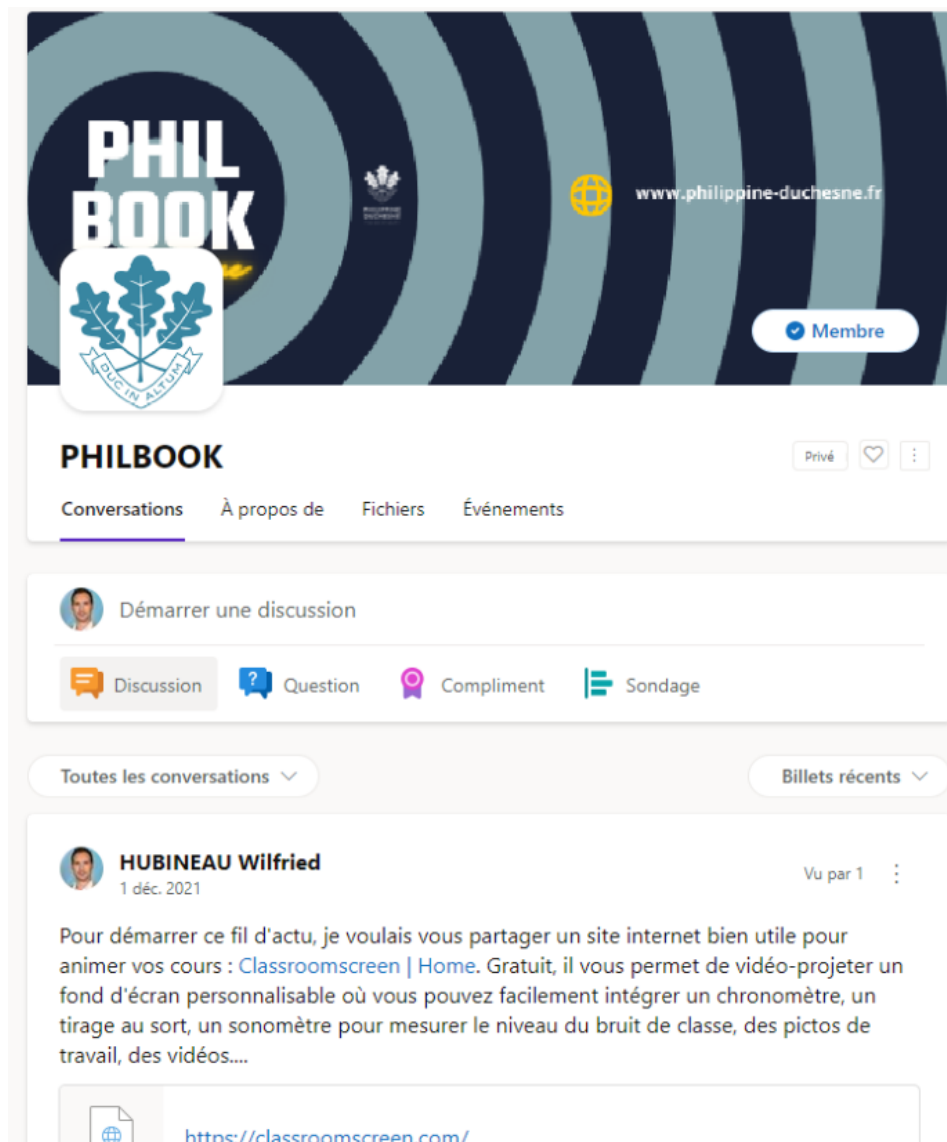 PHIL
BOOK
PHILIPPINE
DUCHESNE
www.philippine-duchesne.fr
Membre
DUC IN ALTUM
PHILBOOK
Privé
Conversations À propos de Fichiers Événements
Démarrer une discussion
Discussion Question Compliment Sondage
Toutes les conversations Billets récents
HUBINEAU Wilfried
1 déc. 2021
Vu par 1
Pour démarrer ce fil d'actu, je voulais vous partager un site internet bien utile pour
animer vos cours : Classroomscreen | Home. Gratuit, il vous permet de vidéo-projeter un
fond d'écran personnalisable où vous pouvez facilement intégrer un chronomètre, un
tirage au sort, un sonomètre pour mesurer le niveau du bruit de classe, des pictos de
travail, des vidéos....
https://classroomscreen.com/